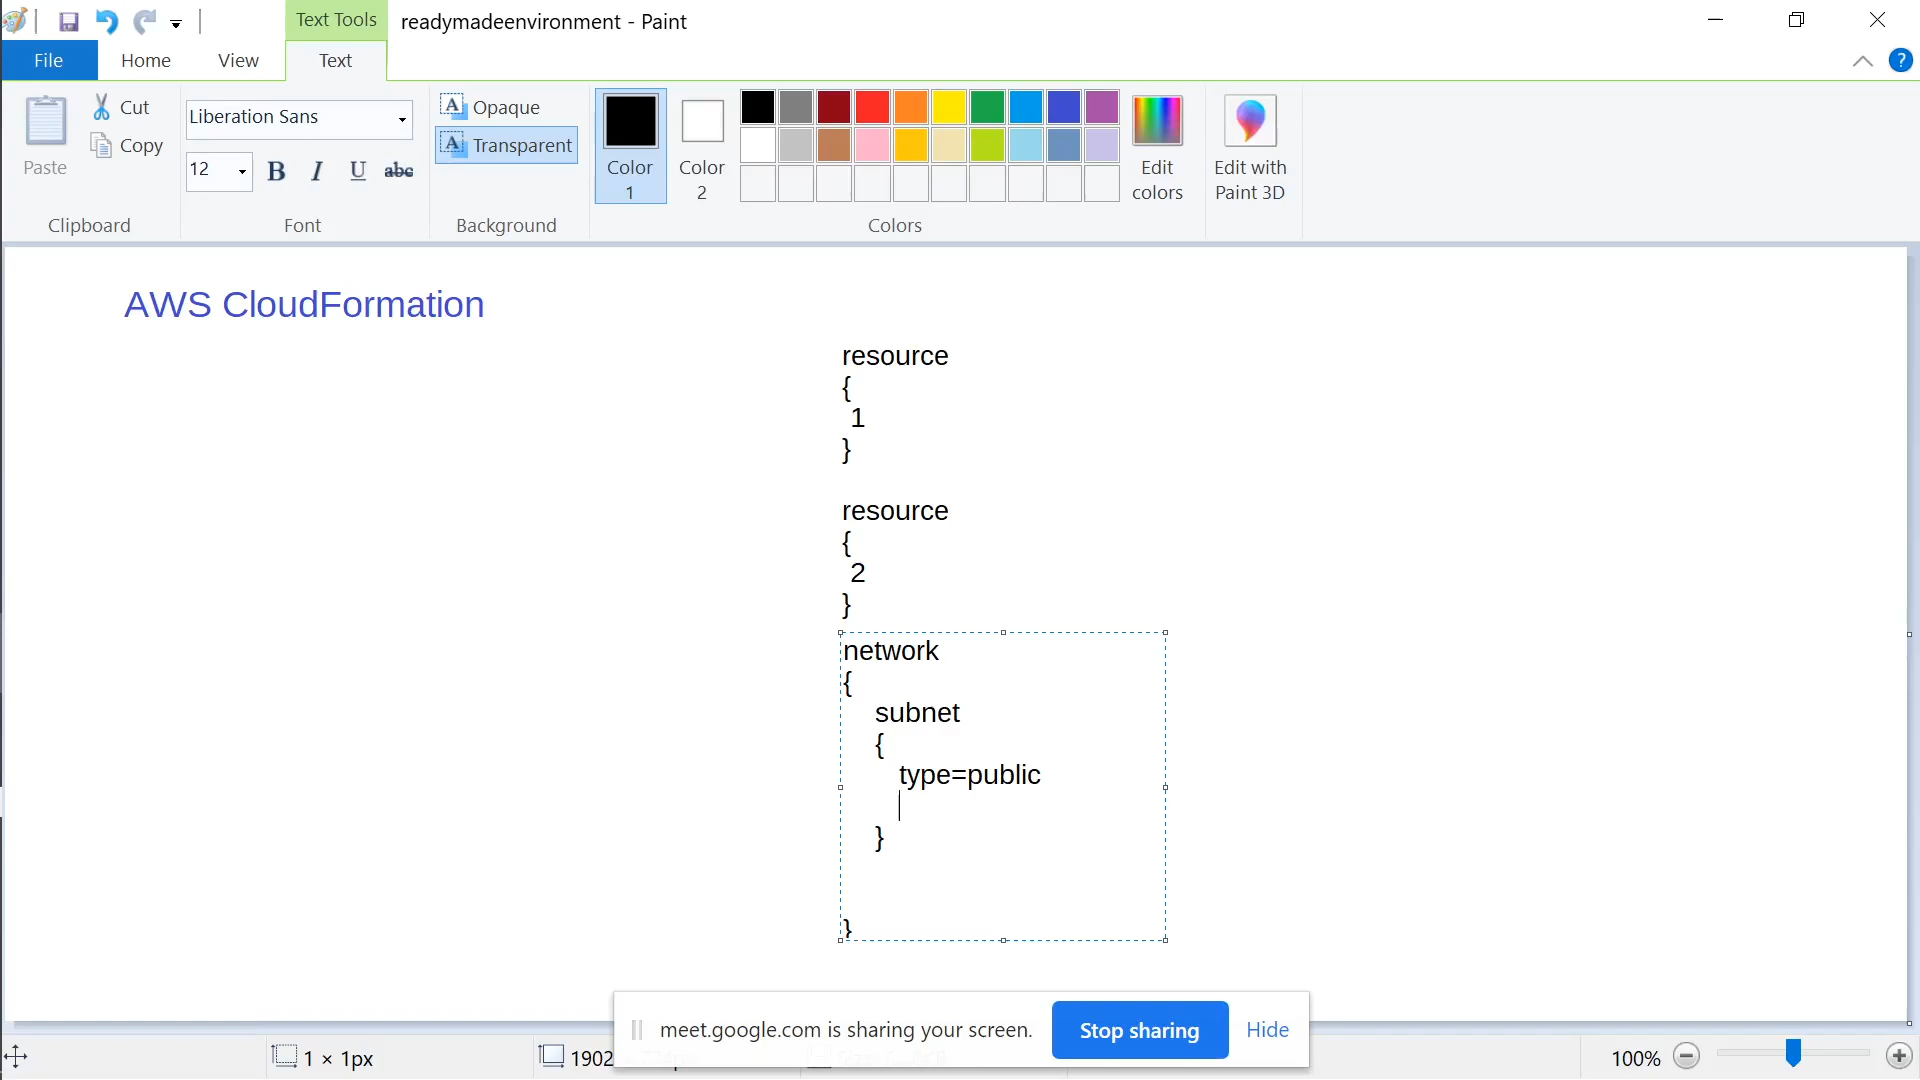 Text Tools
readymadeenvironment - Paint
File
Home
View
Text
?
Paste
Cut
Copy
Clipboard
Liberation Sans
12
B I U abc
Font
A Opaque
A Transparent
Background
Color 1
Color 2
Colors
Edit colors
Edit with Paint 3D
AWS CloudFormation
resource
{
1
}
resource
{
2
}
network
{
subnet
{
type=public
}
}
meet.google.com is sharing your screen.
Stop sharing
Hide
1 × 1px
1902
100%